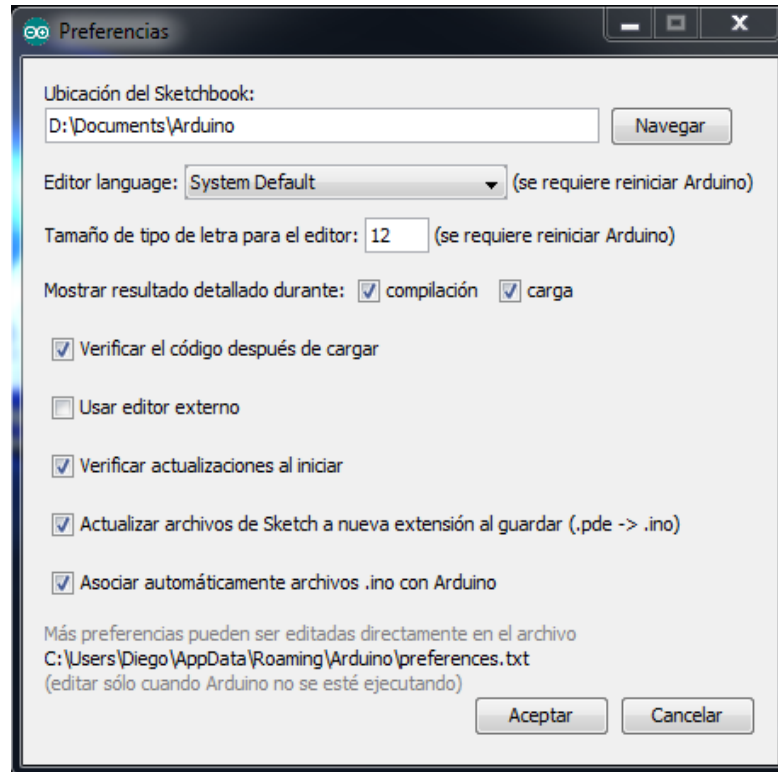 Preferencias
Ubicación del Sketchbook:
D:\Documents\Arduino Navegar
Editor language: System Default (se requiere reiniciar Arduino)
Tamaño de tipo de letra para el editor: 12 (se requiere reiniciar Arduino)
Mostrar resultado detallado durante: compilación carga
Verificar el código después de cargar
Usar editor externo
Verificar actualizaciones al iniciar
Actualizar archivos de Sketch a nueva extensión al guardar (.pde -> .ino)
Asociar automáticamente archivos .ino con Arduino
Más preferencias pueden ser editadas directamente en el archivo
C:\Users\Diego\AppData\Roaming\Arduino\preferences.txt
(editar sólo cuando Arduino no se esté ejecutando)
Aceptar Cancelar